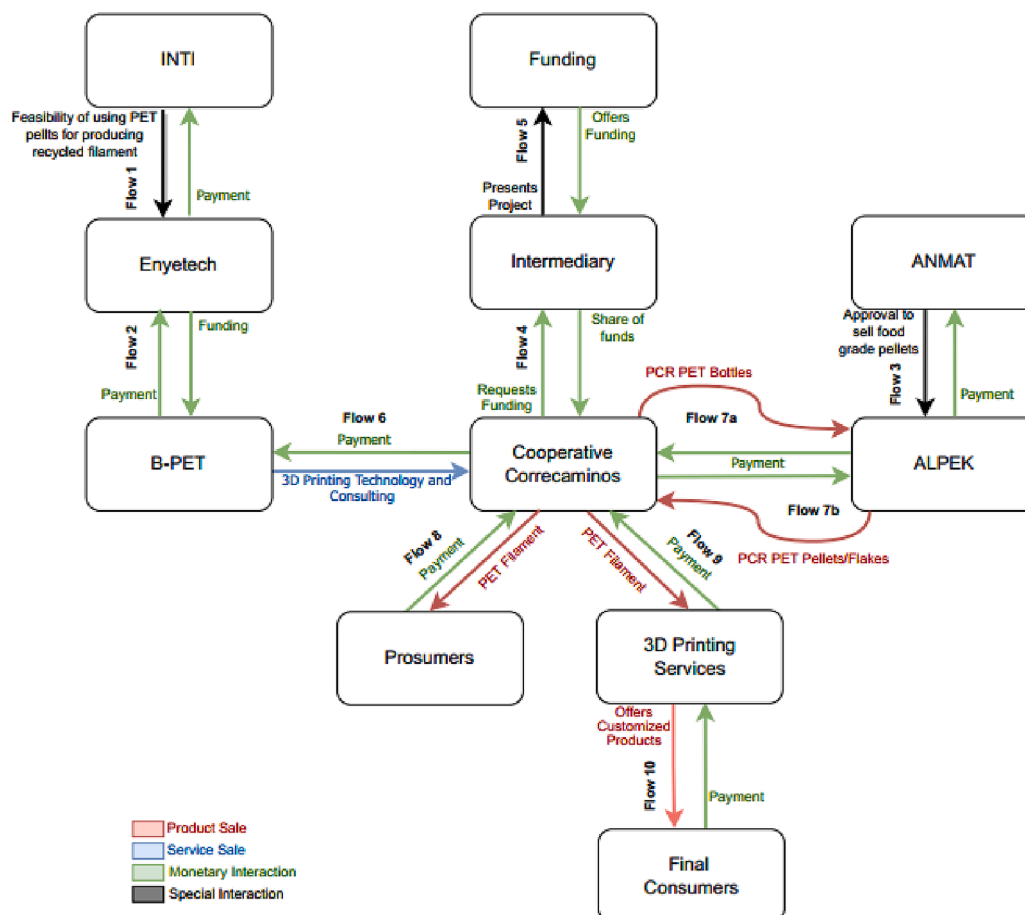 INTI
Funding
Feasibility of using PET
pellts for producing
recycled filament
Flow 1
Payment
Flow 5
Offers
Funding
Presents
Project
Enyetech
Intermediary
ANMAT
Flow 2
Funding
Payment
Flow 4
Share of
funds
Requests
Funding
Approval to
sell food
grade pellets
Flow 3
Payment
PCR PET Bottles
B-PET
Flow 6
Payment
3D Printing Technology and
Consulting
Cooperative
Correcaminos
Flow 7a
Payment
Flow 7b
ALPEK
PCR PET Pellets/Flakes
Flow 8
Payment
PET Filament
PET Filament
Flow 9
Payment
Prosumers
3D Printing
Services
Offers
Customized
Products
Flow 10
Payment
Final
Consumers
Product Sale
Service Sale
Monetary Interaction
Special Interaction